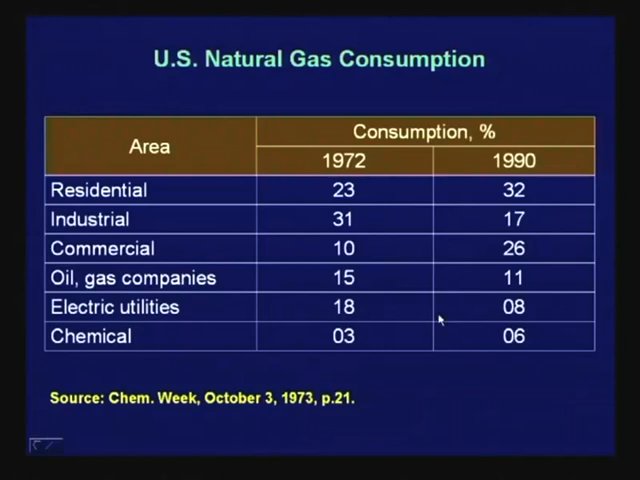 U.S. Natural Gas Consumption
Area
Consumption, %
1972 1990
Residential 23 32
Industrial 31 17
Commercial 10 26
Oil, gas companies 15 11
Electric utilities 18 08
Chemical 03 06
Source: Chem. Week, October 3, 1973, p.21.